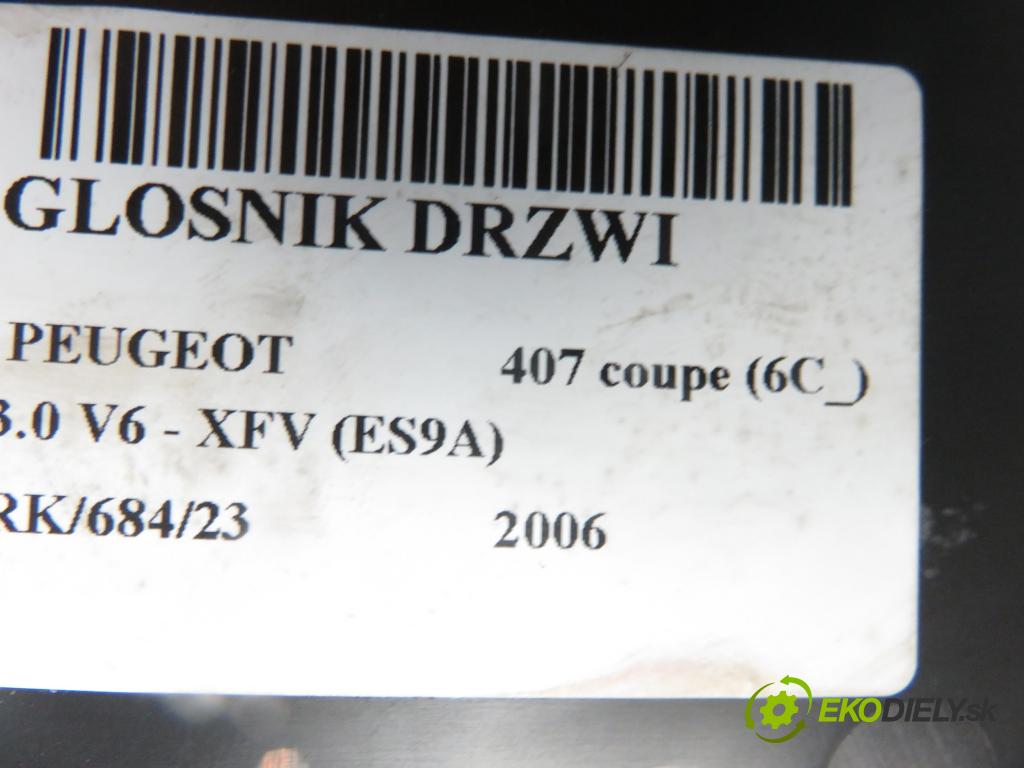 GLOSNIK DRZWI
PEUGEOT 407 coupe (6C_)
3.0 V6 - XFV (ES9A)
RK/684/23 2006
EKODIELY.sk